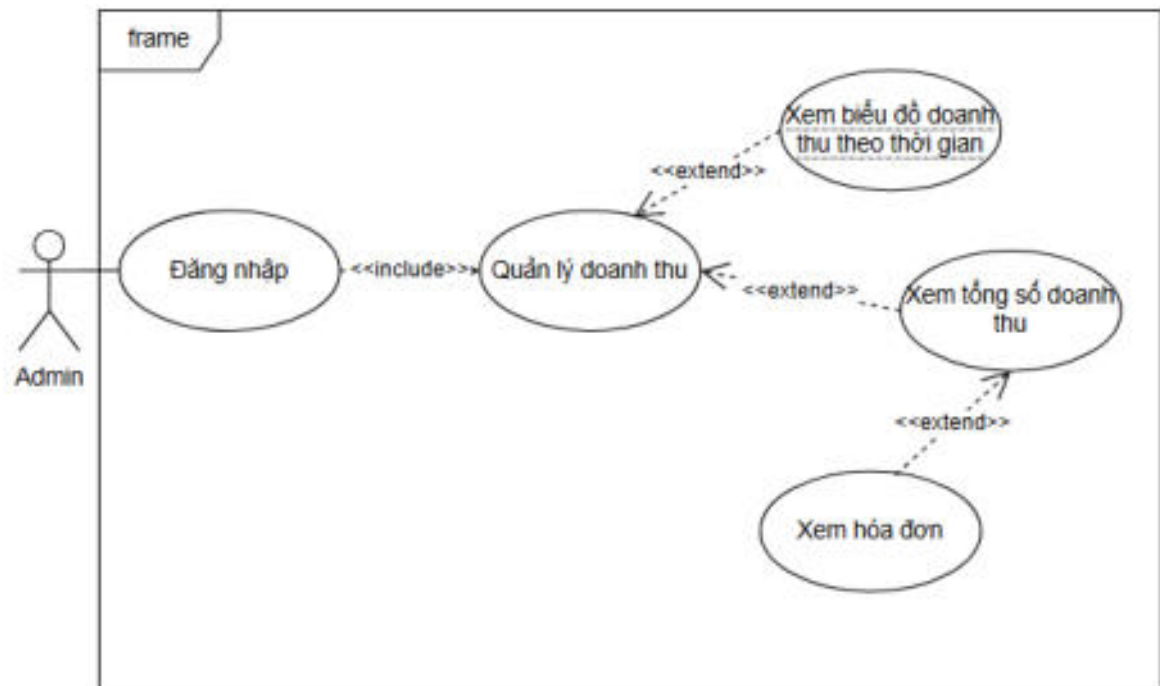 frame
Xem biểu đồ doanh
thu theo thời gian
<<extend>>
Đăng nhập
<<include>>
Quản lý doanh thu
<<extend>>
Xem tổng số doanh
thu
Admin
<<extend>>
Xem hóa đơn